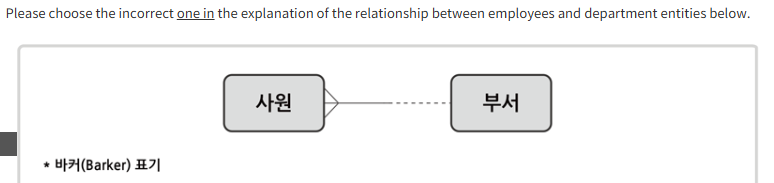 Please choose the incorrect one in the explanation of the relationship between employees and department entities below.
사원 부서
* 바커(Barker) 표기